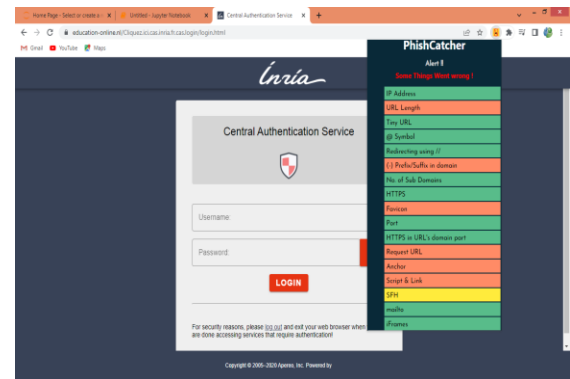 Home Page - Select or create a
Untitled - Jupyter Notebook
Central Authentication Service
education-online.nl/Cliquez.ici.cas.inria.fr.cas.login/login.html
Gmail
YouTube
Maps
PhishCatcher
Alert !!
Some Things Went wrong !
IP Address
URL Length
Tiny URL
@ Symbol
Redirecting using //
(-) Prefix/Suffix in domain
No. of Sub Domains
HTTPS
Favicon
Port
HTTPS in URL's domain part
Request URL
Anchor
Script & Link
SFH
mailto
iFrames
Inria
Central Authentication Service
Username:
Password:
LOGIN
For security reasons, please log out and exit your web browser when
are done accessing services that require authentication!
Copyright © 2005–2020 Apereo, Inc. Powered by